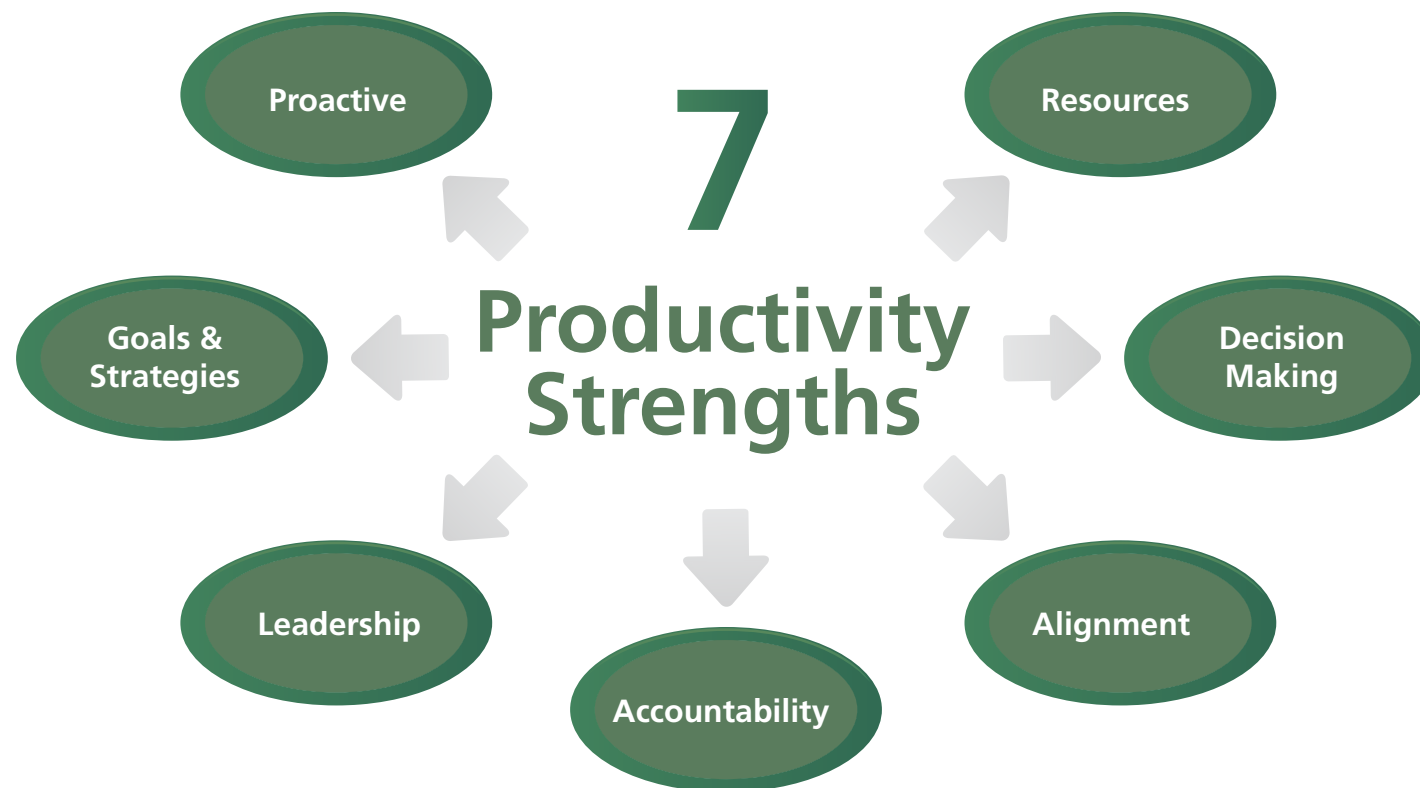 7
Productivity
Strengths
Proactive
Resources
Goals &
Strategies
Decision
Making
Leadership
Alignment
Accountability